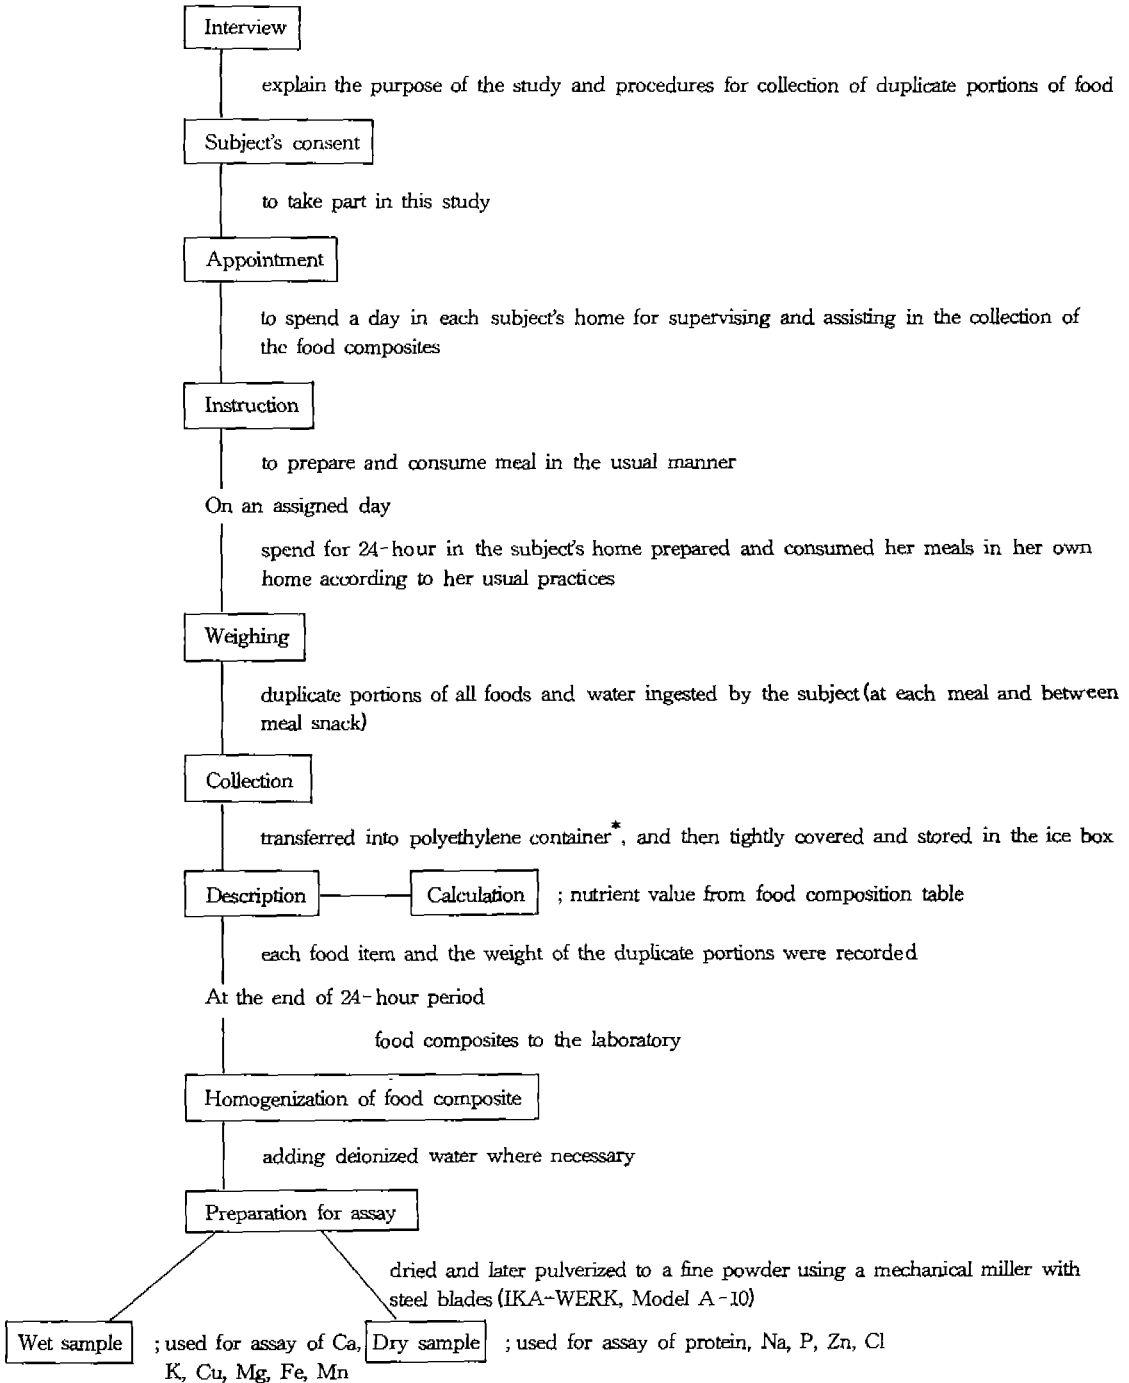 Interview
explain the purpose of the study and procedures for collection of duplicate portions of food
Subject's consent
to take part in this study
Appointment
to spend a day in each subject's home for supervising and assisting in the collection of
the food composites
Instruction
to prepare and consume meal in the usual manner
On an assigned day
spend for 24-hour in the subject's home prepared and consumed her meals in her own
home according to her usual practices
Weighing
duplicate portions of all foods and water ingested by the subject(at each meal and between
meal snack)
Collection
transferred into polyethylene container*, and then tightly covered and stored in the ice box
Description
Calculation ; nutrient value from food composition table
each food item and the weight of the duplicate portions were recorded
At the end of 24-hour period
food composites to the laboratory
Homogenization of food composite
adding deionized water where necessary
Preparation for assay
dried and later pulverized to a fine powder using a mechanical miller with
steel blades(IKA-WERK, Model A-10)
Wet sample ; used for assay of Ca,
K, Cu, Mg, Fe, Mn
Dry sample ; used for assay of protein, Na, P, Zn, Cl